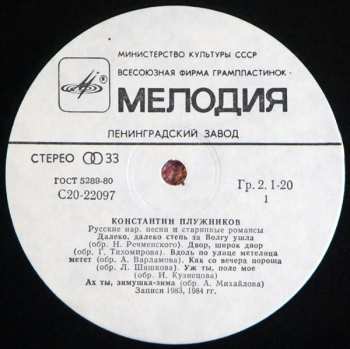 МИНИСТЕРСТВО КУЛЬТУРЫ СССР
ВСЕСОЮЗНАЯ ФИРМА ГРАМПЛАСТИНОК
МЕЛОДИЯ
ЛЕНИНГРАДСКИЙ ЗАВОД
СТЕРЕО 33
ГОСТ 5289-80
С20-22097
Гр. 2. 1-20
1
КОНСТАНТИН ПЛУЖНИКОВ
Русские нар. песни и старинные романсы
Далеко, далеко степь за Волгу ушла
(обр. Н. Речменского). Двор, широк двор
(обр. Г. Тихомирова). Вдоль по улице метелица
метет (обр. А. Варламова). Как со вечера пороша
(обр. Л. Шашкова). Уж ты, поле мое
(обр. И. Кузнецова)
Ах ты, зимушка-зима (обр. А. Михайлова)
Записи 1983, 1984 гг.